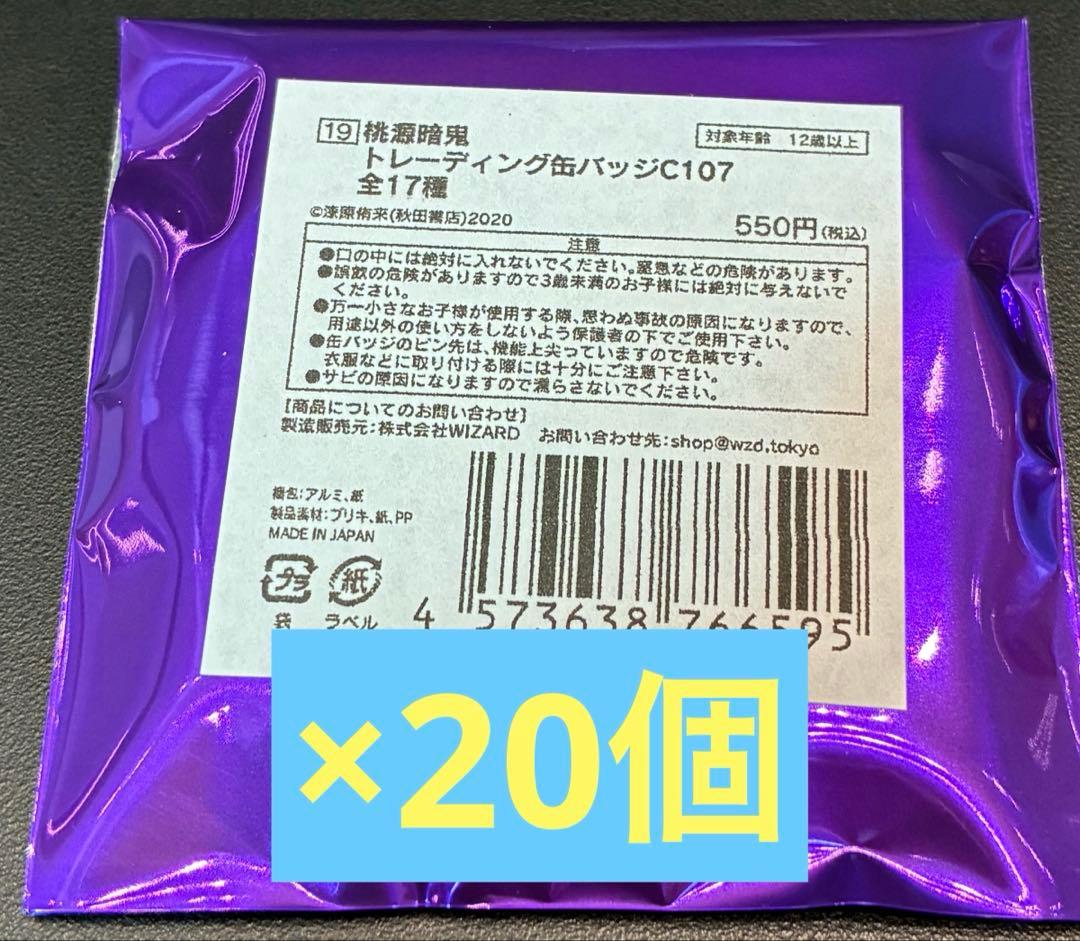 19 桃源暗鬼
対象年齢 12歳以上
トレーディング缶バッジC107
全17種
©漆原侑来(秋田書店)2020
550円(税込)
注意
●口の中には絶対に入れないでください。窒息などの危険があります。
●誤飲の危険がありますので3歳未満のお子様には絶対に与えないで
ください。
●万一小さなお子様が使用する際、思わぬ事故の原因になりますので、
用途以外の使い方をしないよう保護者の下でご使用下さい。
●缶バッジのピン先は、機能上尖っていますので危険です。
衣服などに取り付ける際には十分にご注意下さい。
●サビの原因になりますので濡らさないでください。
[商品についてのお問い合わせ]
製造販売元:株式会社WIZARD お問い合わせ先:shop@wzd.tokyo
梱包:アルミ、紙
製品素材:ブリキ、紙、PP
MADE IN JAPAN
プラ 紙
袋 ラベル
4 573638 766595
×20個